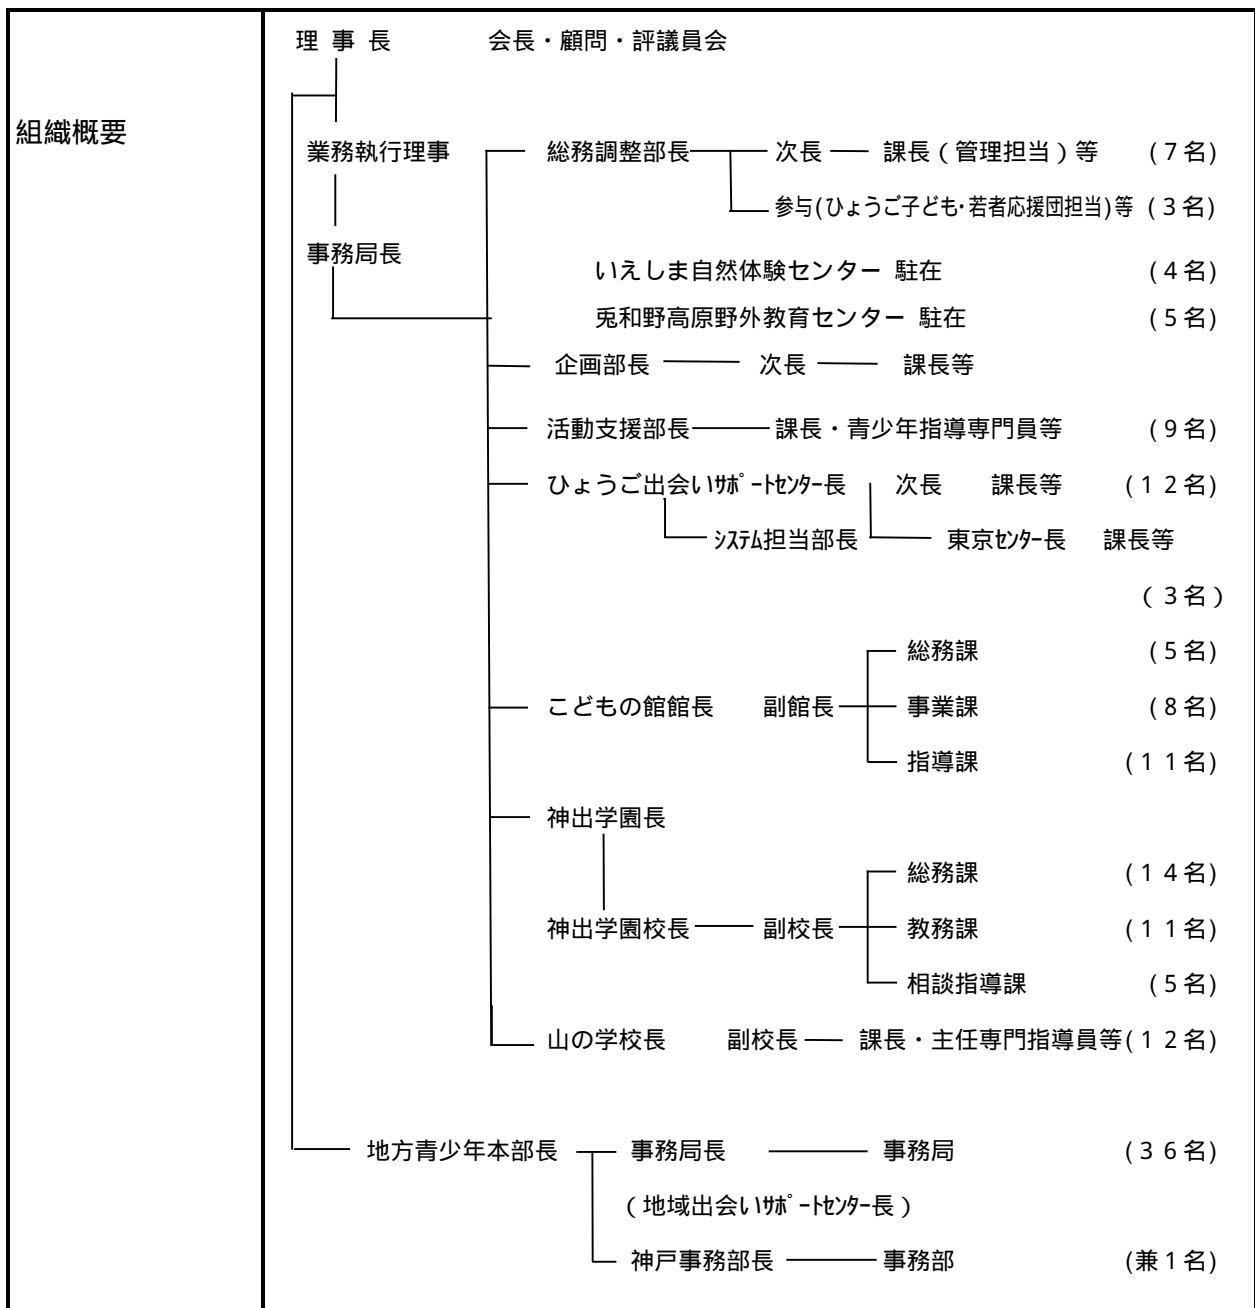 理 事 長 会長・顧問・評議員会
組織概要
業務執行理事 総務調整部長 次長 課長(管理担当)等 (7名)
参与(ひょうご子ども・若者応援団担当)等 (3名)
事務局長
いえしま自然体験センター 駐在 (4名)
兎和野高原野外教育センター 駐在 (5名)
企画部長 次長 課長等
活動支援部長 課長・青少年指導専門員等 (9名)
ひょうご出会いｻﾎﾟｰﾄｾﾝﾀｰ長 次長 課長等 (12名)
ｼｽﾃﾑ担当部長 東京ｾﾝﾀｰ長 課長等
(3名)
総務課 (5名)
こどもの館館長 副館長 事業課 (8名)
指導課 (11名)
神出学園長
総務課 (14名)
神出学園校長 副校長 教務課 (11名)
相談指導課 (5名)
山の学校長 副校長 課長・主任専門指導員等(12名)
地方青少年本部長 事務局長 事務局 (36名)
(地域出会いｻﾎﾟｰﾄｾﾝﾀｰ長)
神戸事務部長 事務部 (兼1名)